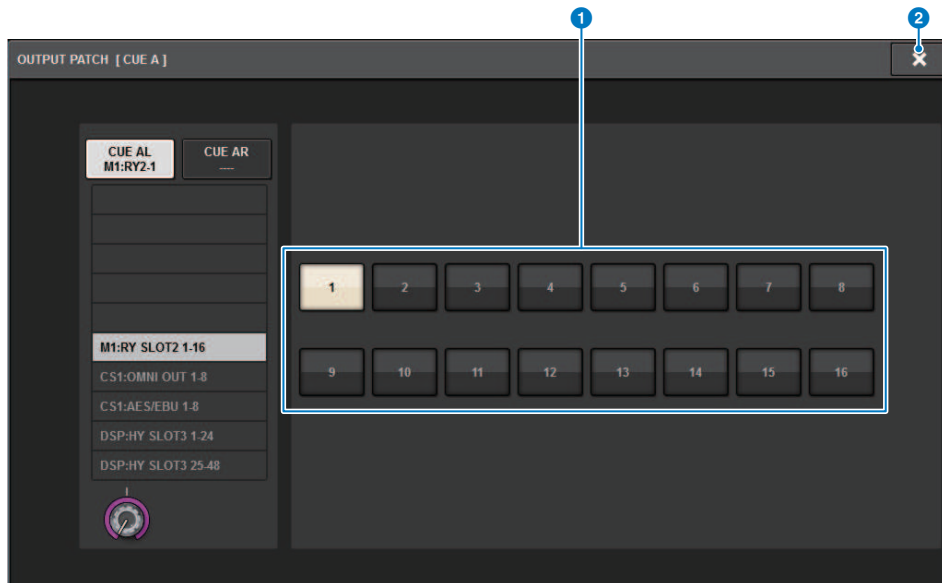 1
2
OUTPUT PATCH [ CUE A ]
CUE AL
M1:RY2-1
CUE AR
----
M1:RY SLOT2 1-16
CS1:OMNI OUT 1-8
CS1:AES/EBU 1-8
DSP:HY SLOT3 1-24
DSP:HY SLOT3 25-48
1 2 3 4 5 6 7 8
9 10 11 12 13 14 15 16